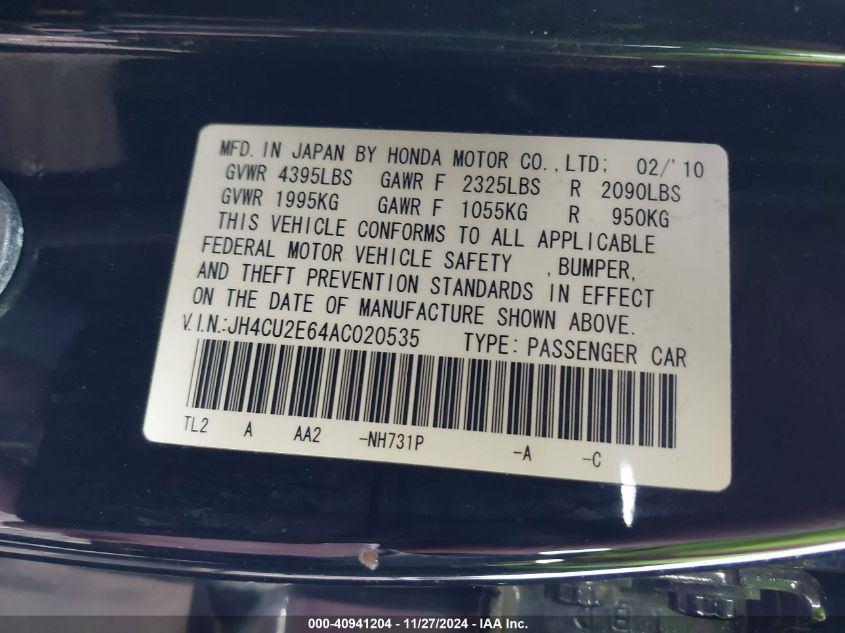 MFD. IN JAPAN BY HONDA MOTOR CO.,LTD; 02/'10
GVWR 4395LBS GAWR F 2325LBS R 2090LBS
GVWR 1995KG GAWR F 1055KG R 950KG
THIS VEHICLE CONFORMS TO ALL APPLICABLE
FEDERAL MOTOR VEHICLE SAFETY ,BUMPER,
AND THEFT PREVENTION STANDARDS IN EFFECT
ON THE DATE OF MANUFACTURE SHOWN ABOVE.
V.I.N.:JH4CU2E64AC020535 TYPE:PASSENGER CAR
TL2 A AA2 -NH731P -A -C
000-40941204 - 11/27/2024 - IAA Inc.